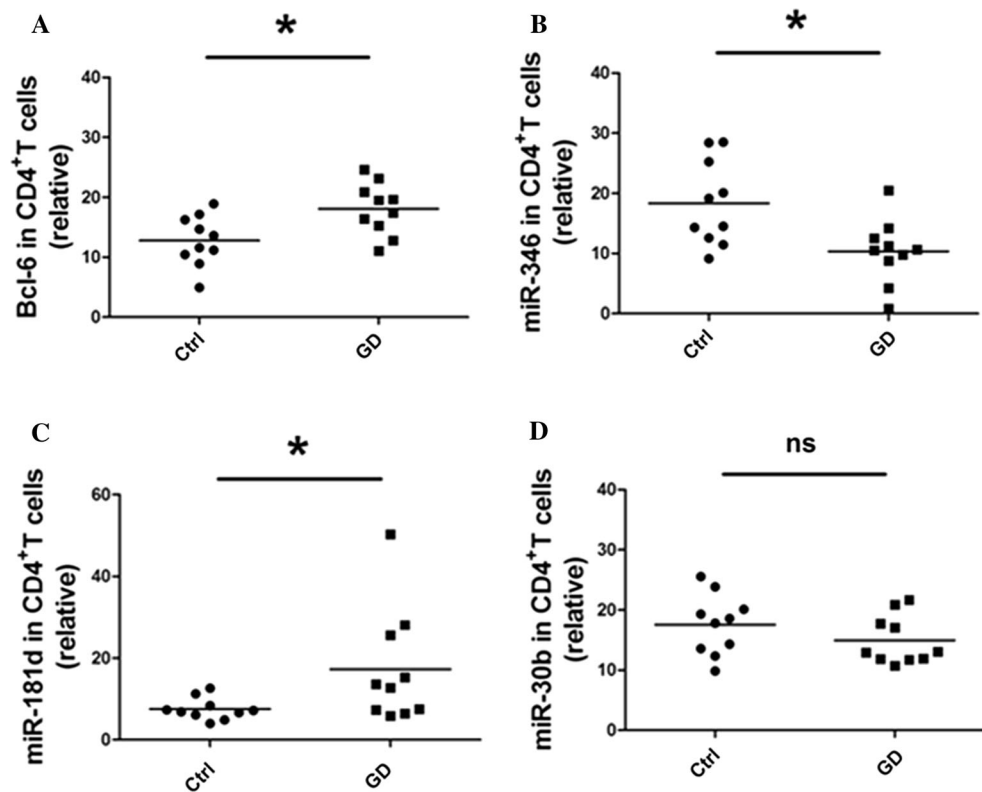 A
*
Bcl-6 in CD4⁺T cells
(relative)
40
30
20
10
0
Ctrl
GD
B
*
miR-346 in CD4⁺T cells
(relative)
40
30
20
10
0
Ctrl
GD
C
*
miR-181d in CD4⁺T cells
(relative)
60
40
20
0
Ctrl
GD
D
ns
miR-30b in CD4⁺T cells
(relative)
40
30
20
10
0
Ctrl
GD